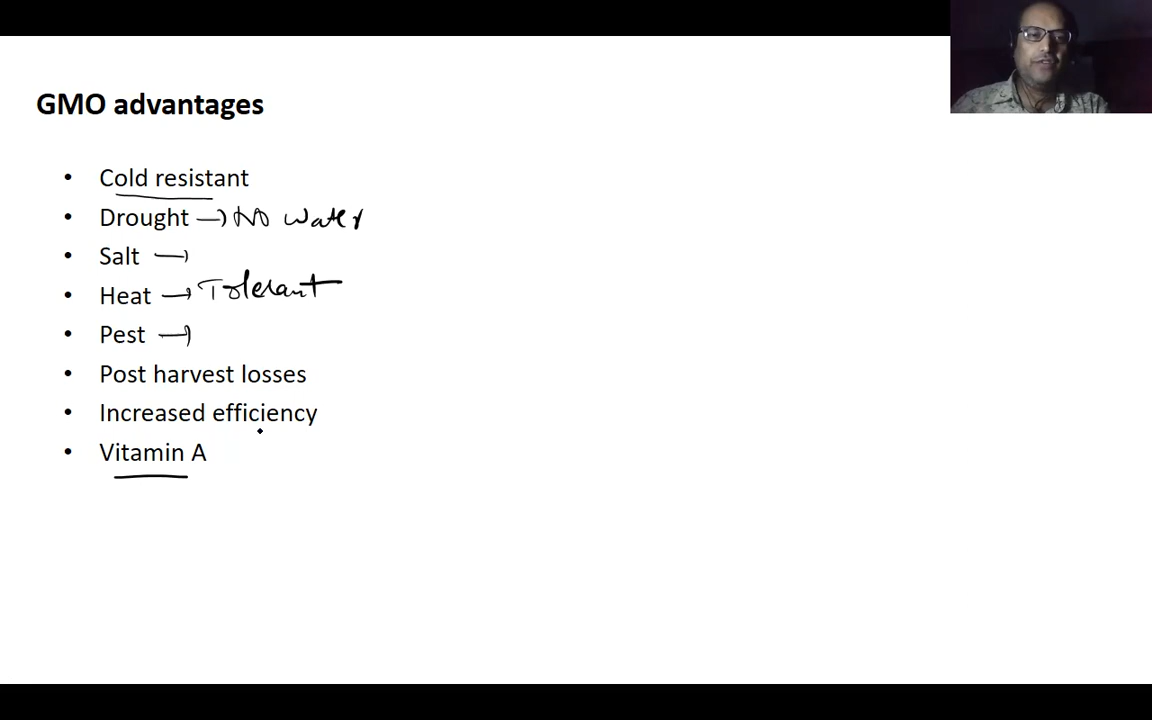 GMO advantages
• Cold resistant
• Drought → No Water
• Salt →
• Heat → Tolerant
• Pest →
• Post harvest losses
• Increased efficiency
• Vitamin A